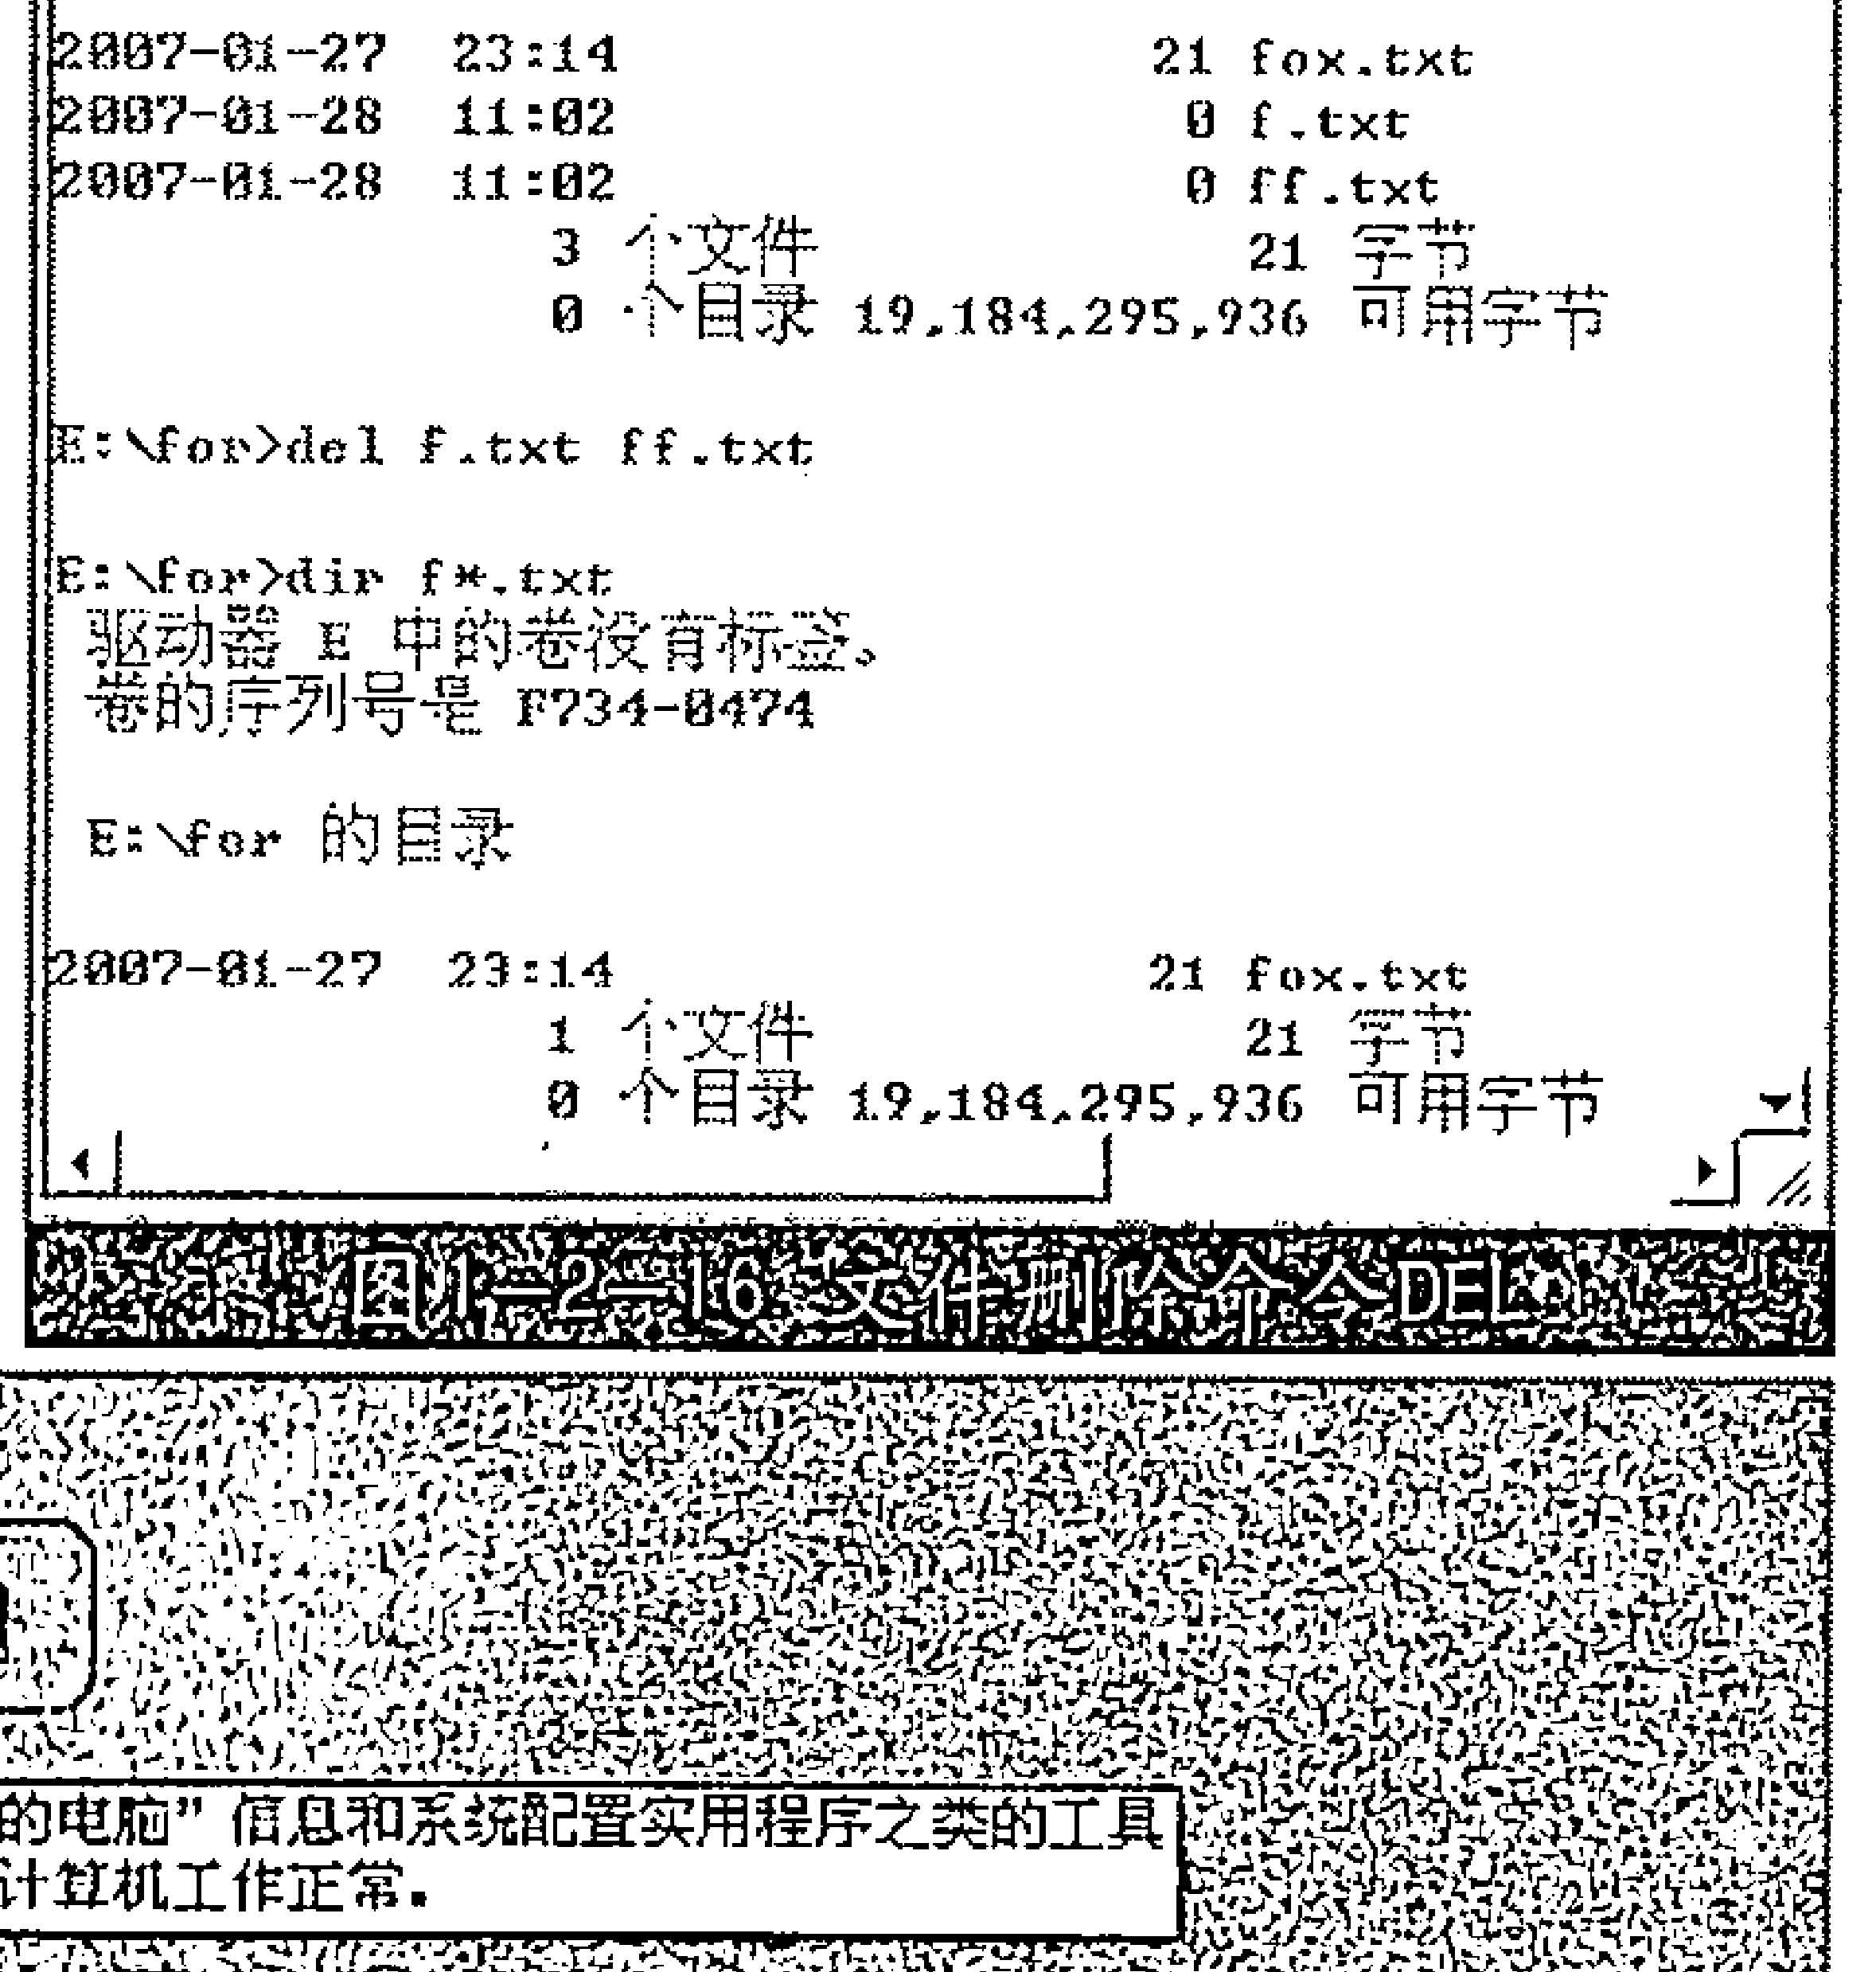 2007-01-27  23:14                21 fox.txt
2007-01-28  11:02                 0 f.txt
2007-01-28  11:02                 0 ff.txt
3 个文件             21 字节
0 个目录 19,184,295,936 可用字节
E:\for>del f.txt ff.txt
E:\for>dir f*.txt
驱动器 E 中的卷没有标签。
卷的序列号是 F734-0474
E:\for 的目录
2007-01-27  23:14                21 fox.txt
1 个文件             21 字节
0 个目录 19,184,295,936 可用字节
图1-2-16 文件删除命令DEL
的电脑” 信息和系统配置实用程序之类的工具
计算机工作正常.